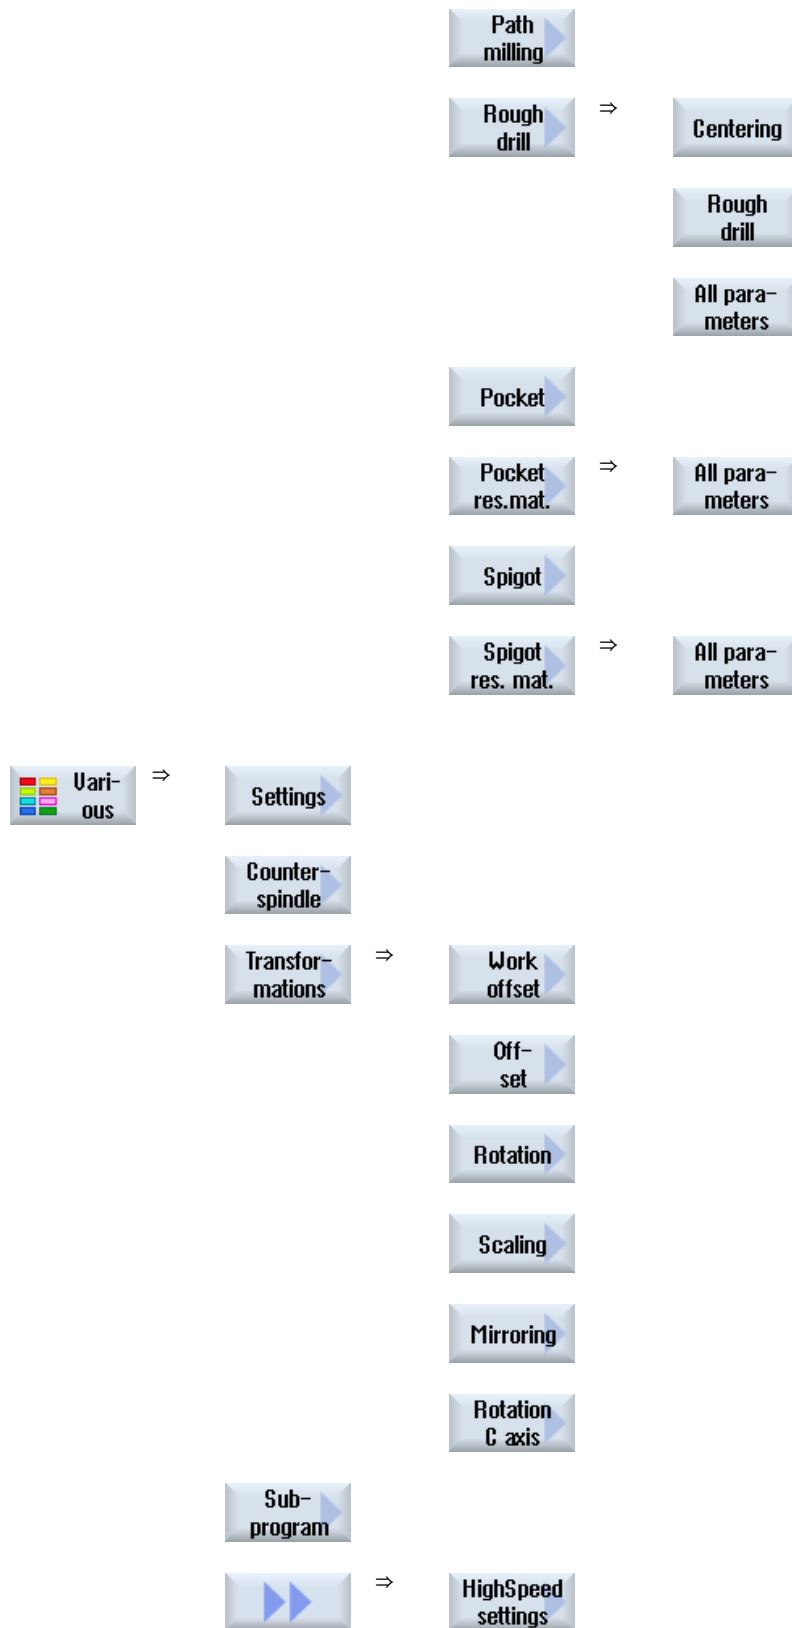 Path
milling
Rough
drill
⇒
Centering
Rough
drill
All para-
meters
Pocket
Pocket
res.mat.
⇒
All para-
meters
Spigot
Spigot
res. mat.
⇒
All para-
meters
Vari-
ous
⇒
Settings
Counter-
spindle
Transfor-
mations
⇒
Work
offset
Off-
set
Rotation
Scaling
Mirroring
Rotation
C axis
Sub-
program
⇒
HighSpeed
settings